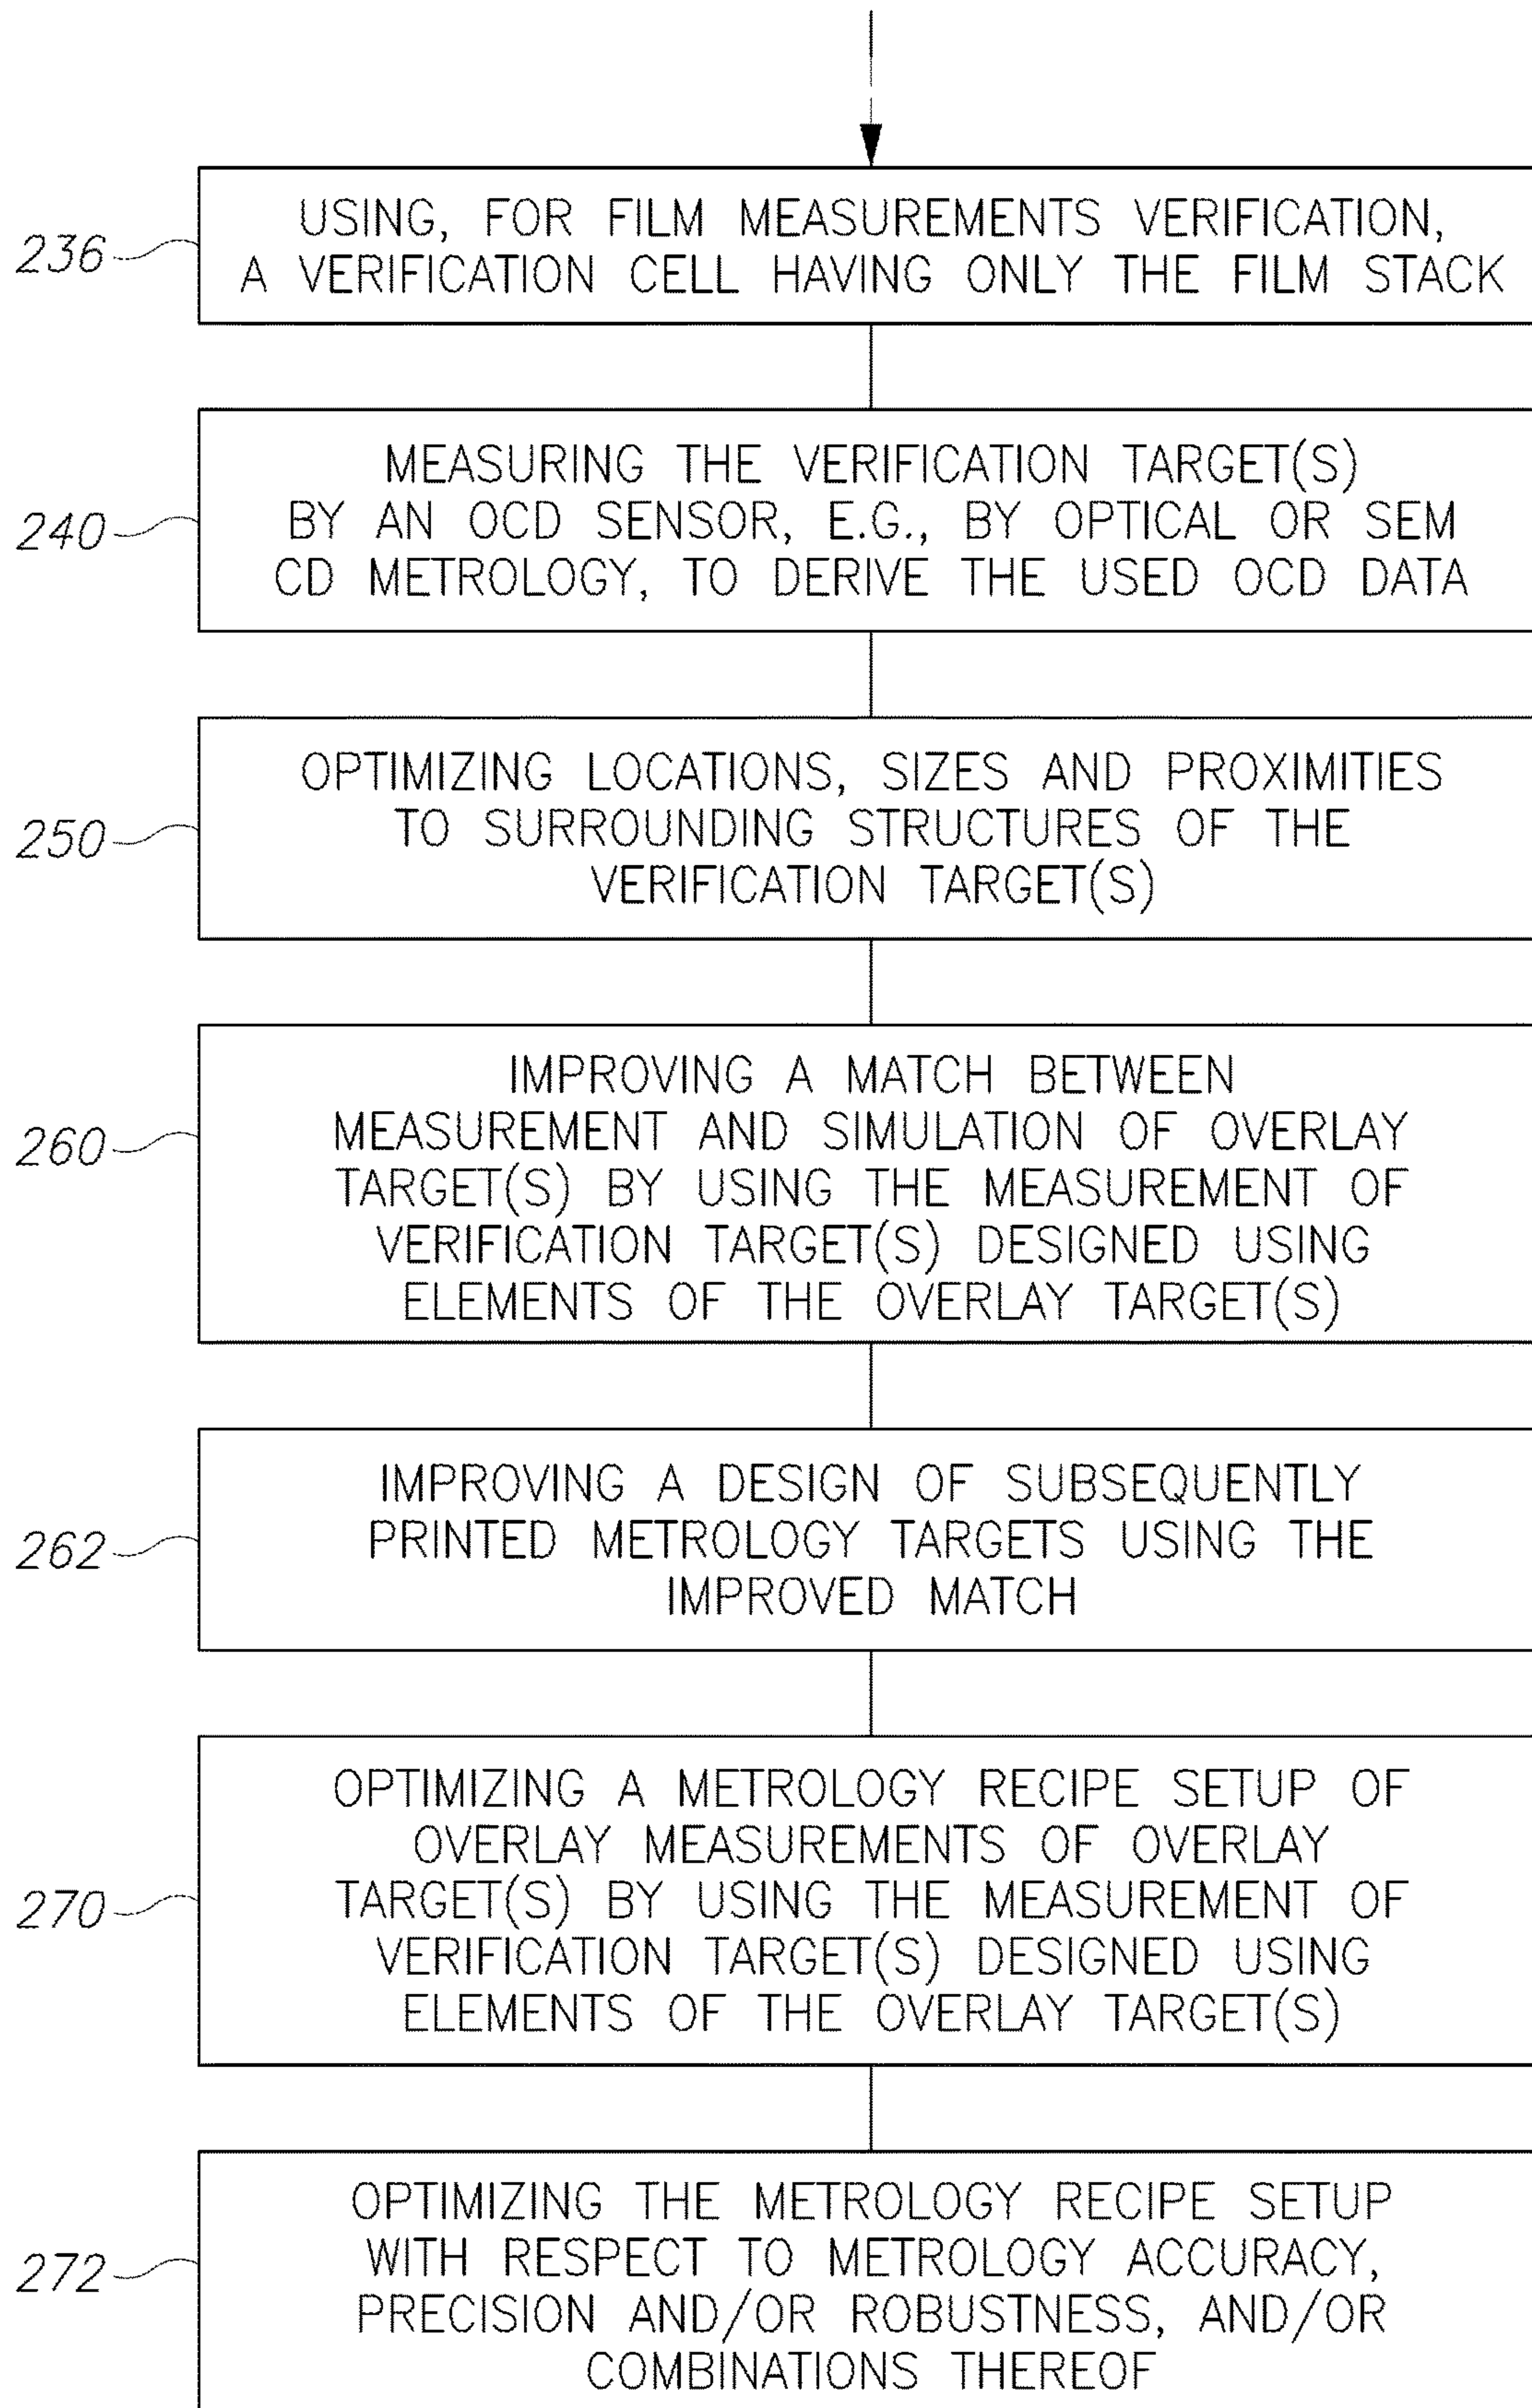 236
USING, FOR FILM MEASUREMENTS VERIFICATION,
A VERIFICATION CELL HAVING ONLY THE FILM STACK
240
MEASURING THE VERIFICATION TARGET(S)
BY AN OCD SENSOR, E.G., BY OPTICAL OR SEM
CD METROLOGY, TO DERIVE THE USED OCD DATA
250
OPTIMIZING LOCATIONS, SIZES AND PROXIMITIES
TO SURROUNDING STRUCTURES OF THE
VERIFICATION TARGET(S)
260
IMPROVING A MATCH BETWEEN
MEASUREMENT AND SIMULATION OF OVERLAY
TARGET(S) BY USING THE MEASUREMENT OF
VERIFICATION TARGET(S) DESIGNED USING
ELEMENTS OF THE OVERLAY TARGET(S)
262
IMPROVING A DESIGN OF SUBSEQUENTLY
PRINTED METROLOGY TARGETS USING THE
IMPROVED MATCH
270
OPTIMIZING A METROLOGY RECIPE SETUP OF
OVERLAY MEASUREMENTS OF OVERLAY
TARGET(S) BY USING THE MEASUREMENT OF
VERIFICATION TARGET(S) DESIGNED USING
ELEMENTS OF THE OVERLAY TARGET(S)
272
OPTIMIZING THE METROLOGY RECIPE SETUP
WITH RESPECT TO METROLOGY ACCURACY,
PRECISION AND/OR ROBUSTNESS, AND/OR
COMBINATIONS THEREOF